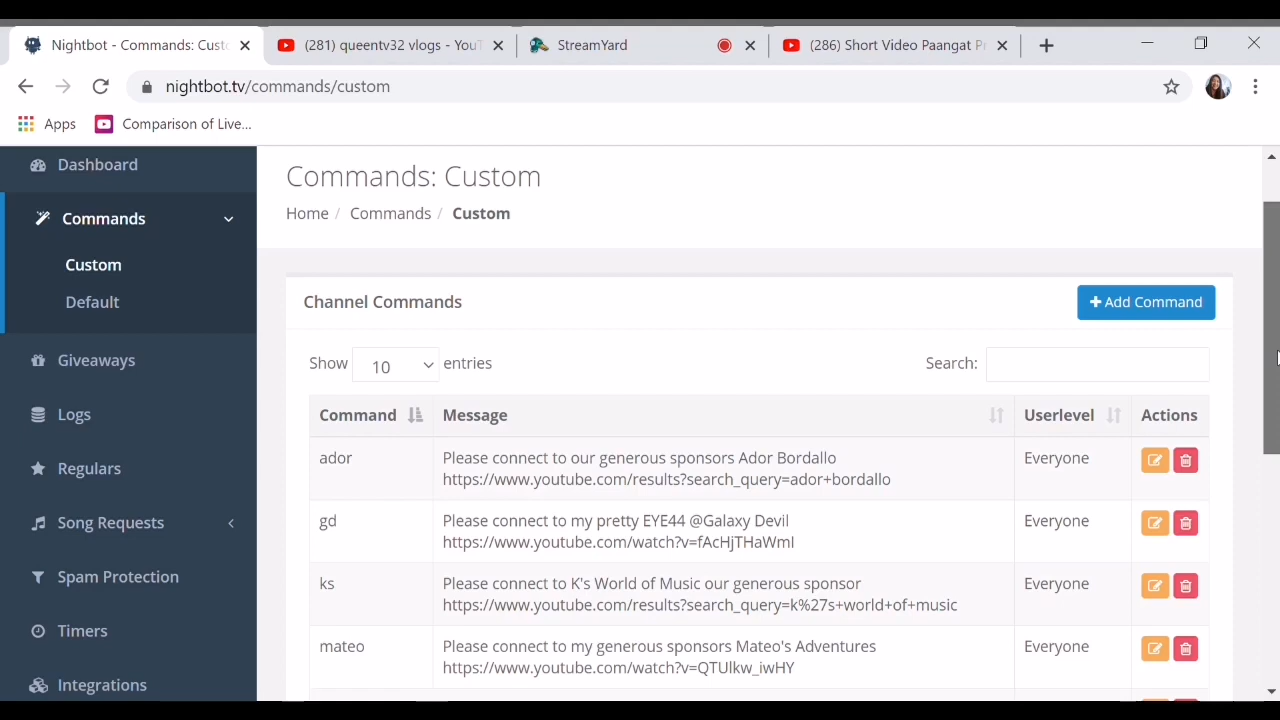 Nightbot - Commands: Custo
(281) queentv32 vlogs - YouT
StreamYard
(286) Short Video Paangat Pr
nightbot.tv/commands/custom
Apps
Comparison of Live...
Dashboard
Commands
Custom
Default
Giveaways
Logs
Regulars
Song Requests
Spam Protection
Timers
Integrations
Commands: Custom
Home / Commands / Custom
Channel Commands
+ Add Command
Show 10 entries
Search:
Command Message Userlevel Actions
ador Please connect to our generous sponsors Ador Bordallo Everyone
https://www.youtube.com/results?search_query=ador+bordallo
gd Please connect to my pretty EYE44 @Galaxy Devil Everyone
https://www.youtube.com/watch?v=fAcHjTHaWmI
ks Please connect to K's World of Music our generous sponsor Everyone
https://www.youtube.com/results?search_query=k%27s+world+of+music
mateo Please connect to my generous sponsors Mateo's Adventures Everyone
https://www.youtube.com/watch?v=QTUlkw_iwHY